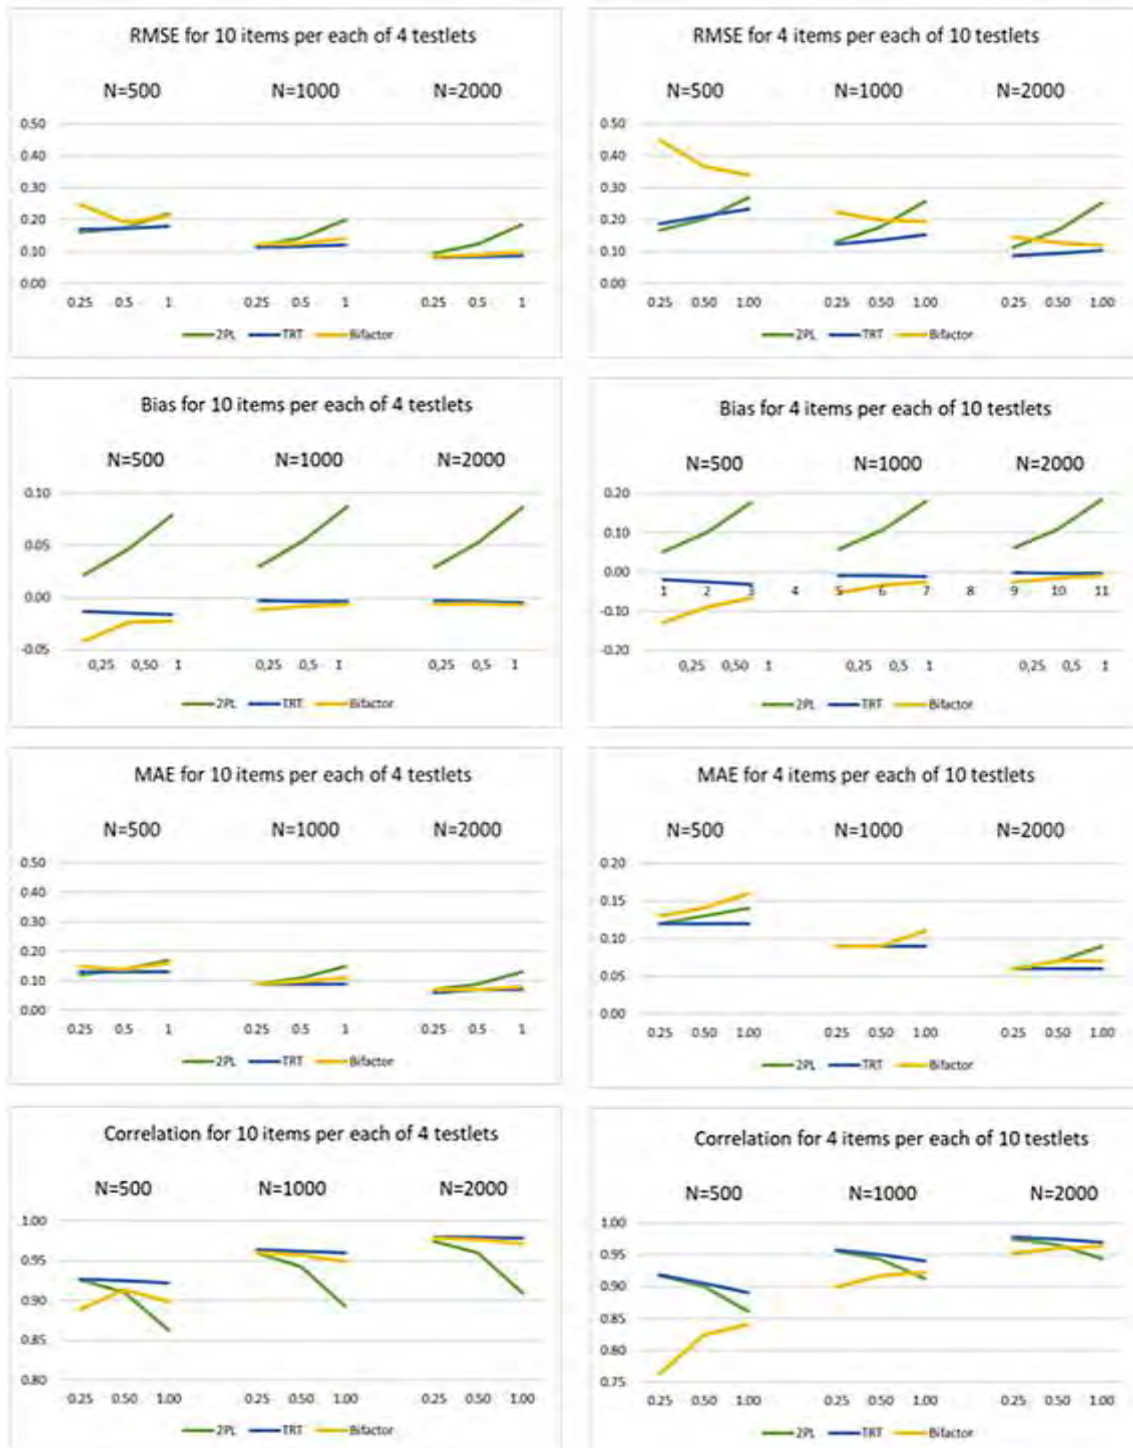 RMSE for 10 items per each of 4 testlets
N=500 N=1000 N=2000
0.50
0.40
0.30
0.20
0.10
0.00
0.25 0.5 1 0.25 0.5 1 0.25 0.5 1
2PL TRT Bifactor
RMSE for 4 items per each of 10 testlets
N=500 N=1000 N=2000
0.50
0.40
0.30
0.20
0.10
0.00
0.25 0.50 1.00 0.25 0.50 1.00 0.25 0.50 1.00
2PL TRT Bifactor
Bias for 10 items per each of 4 testlets
N=500 N=1000 N=2000
0.10
0.05
0.00
-0.05
0,25 0,50 1 0,25 0,5 1 0,25 0,5 1
2PL TRT Bifactor
Bias for 4 items per each of 10 testlets
N=500 N=1000 N=2000
0.20
0.10
0.00
1 2 3 4 5 6 7 8 9 10 11
-0.10
-0.20
0,25 0,50 1 0,25 0,5 1 0,25 0,5 1
2PL TRT Bifactor
MAE for 10 items per each of 4 testlets
N=500 N=1000 N=2000
0.50
0.40
0.30
0.20
0.10
0.00
0.25 0.5 1 0.25 0.5 1 0.25 0.5 1
2PL TRT Bifactor
MAE for 4 items per each of 10 testlets
N=500 N=1000 N=2000
0.20
0.15
0.10
0.05
0.00
0.25 0.50 1.00 0.25 0.50 1.00 0.25 0.50 1.00
2PL TRT Bifactor
Correlation for 10 items per each of 4 testlets
N=500 N=1000 N=2000
1.00
0.95
0.90
0.85
0.80
0.25 0.50 1.00 0.25 0.50 1.00 0.25 0.50 1.00
2PL TRT Bifactor
Correlation for 4 items per each of 10 testlets
N=500 N=1000 N=2000
1.00
0.95
0.90
0.85
0.80
0.75
0.25 0.50 1.00 0.25 0.50 1.00 0.25 0.50 1.00
2PL TRT Bifactor